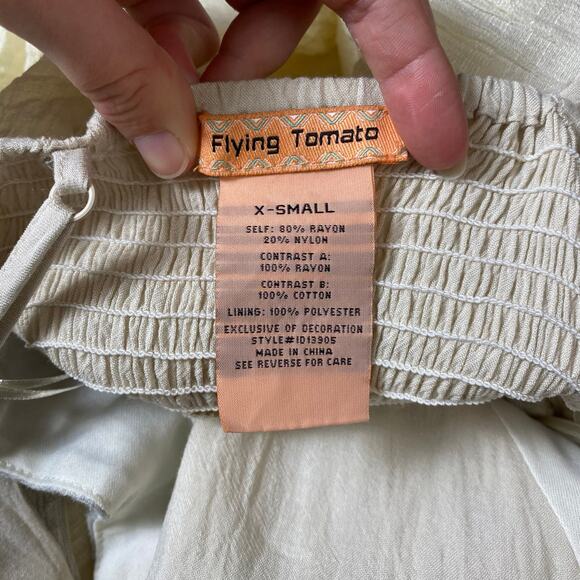 Flying Tomato
X-SMALL
SELF: 80% RAYON
20% NYLON
CONTRAST A:
100% RAYON
CONTRAST B:
100% COTTON
LINING: 100% POLYESTER
EXCLUSIVE OF DECORATION
STYLE#ID13905
MADE IN CHINA
SEE REVERSE FOR CARE